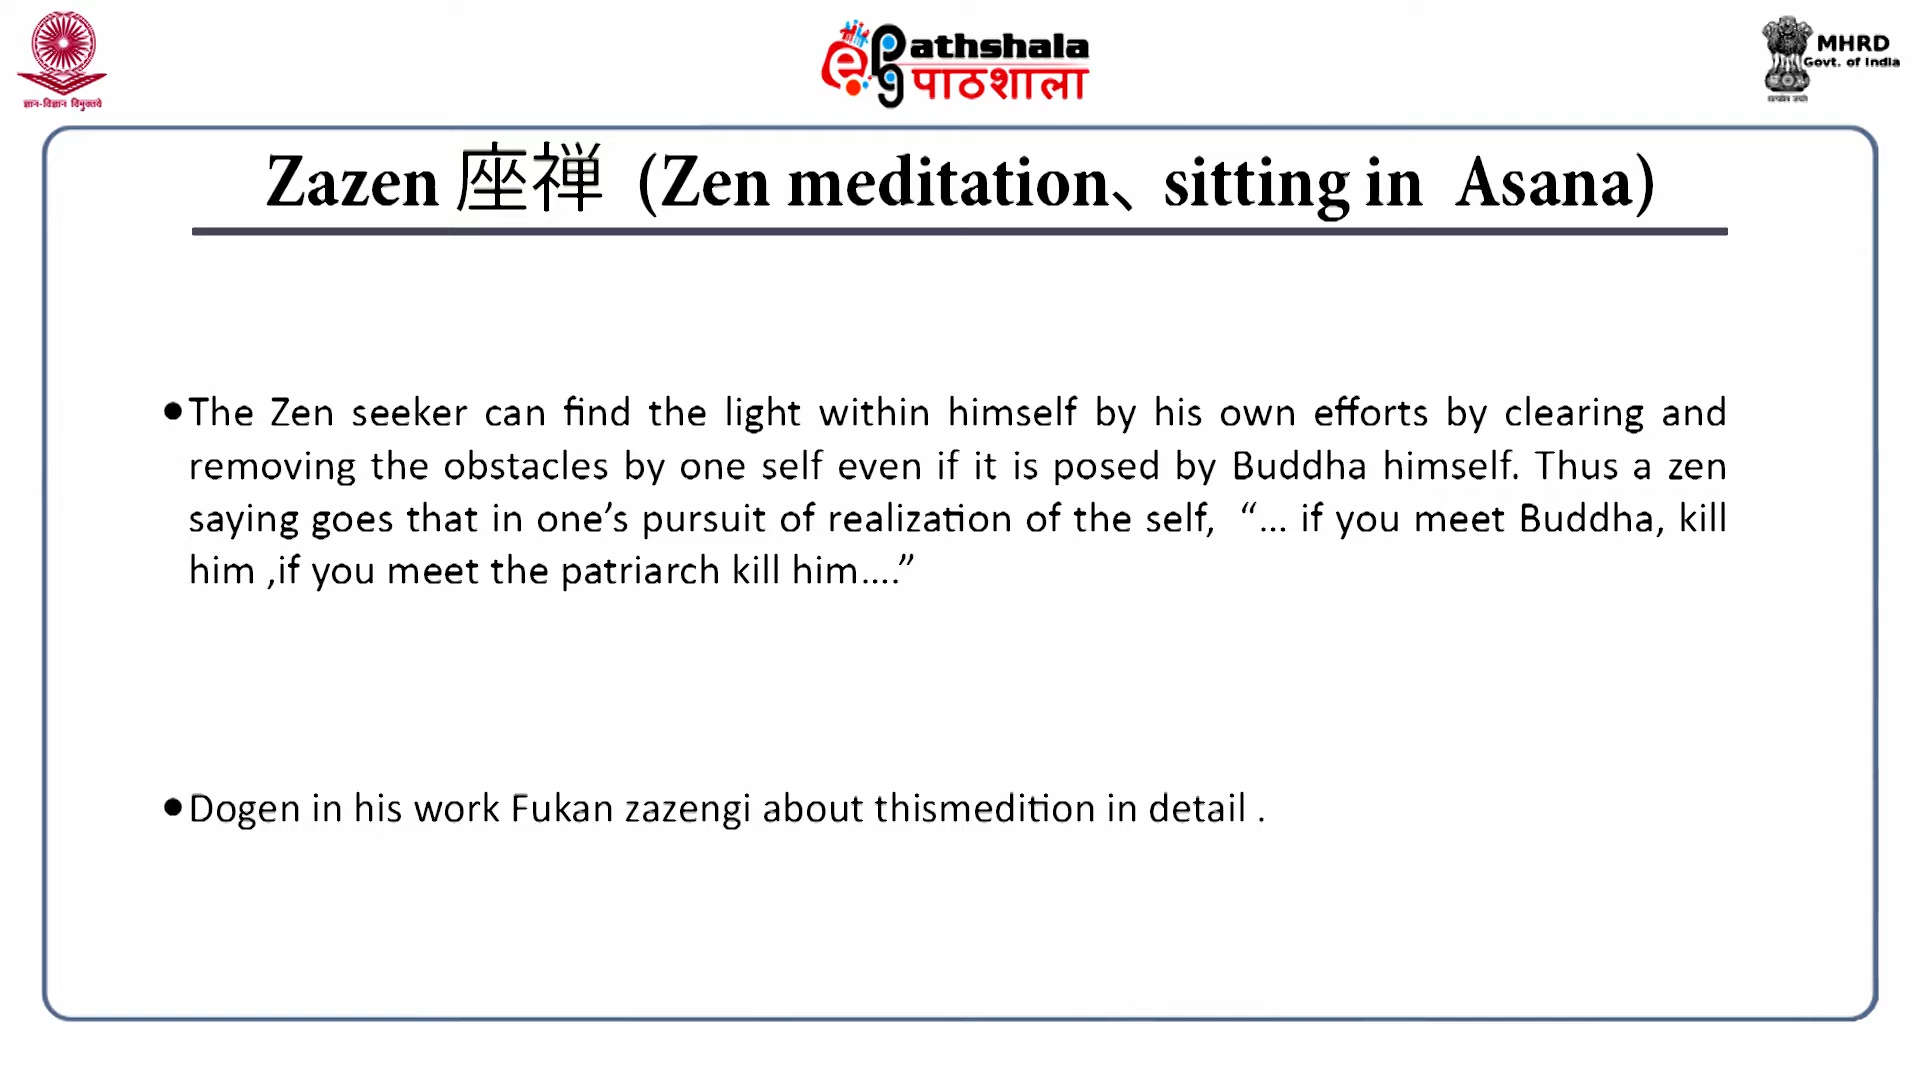 ज्ञान-विज्ञान विमुक्तये
ePathshala
पाठशाला
MHRD
Govt. of India
Zazen 座禅 (Zen meditation、sitting in Asana)
•The Zen seeker can find the light within himself by his own efforts by clearing and
removing the obstacles by one self even if it is posed by Buddha himself. Thus a zen
saying goes that in one’s pursuit of realization of the self, “... if you meet Buddha, kill
him ,if you meet the patriarch kill him....”
•Dogen in his work Fukan zazengi about thismedition in detail .